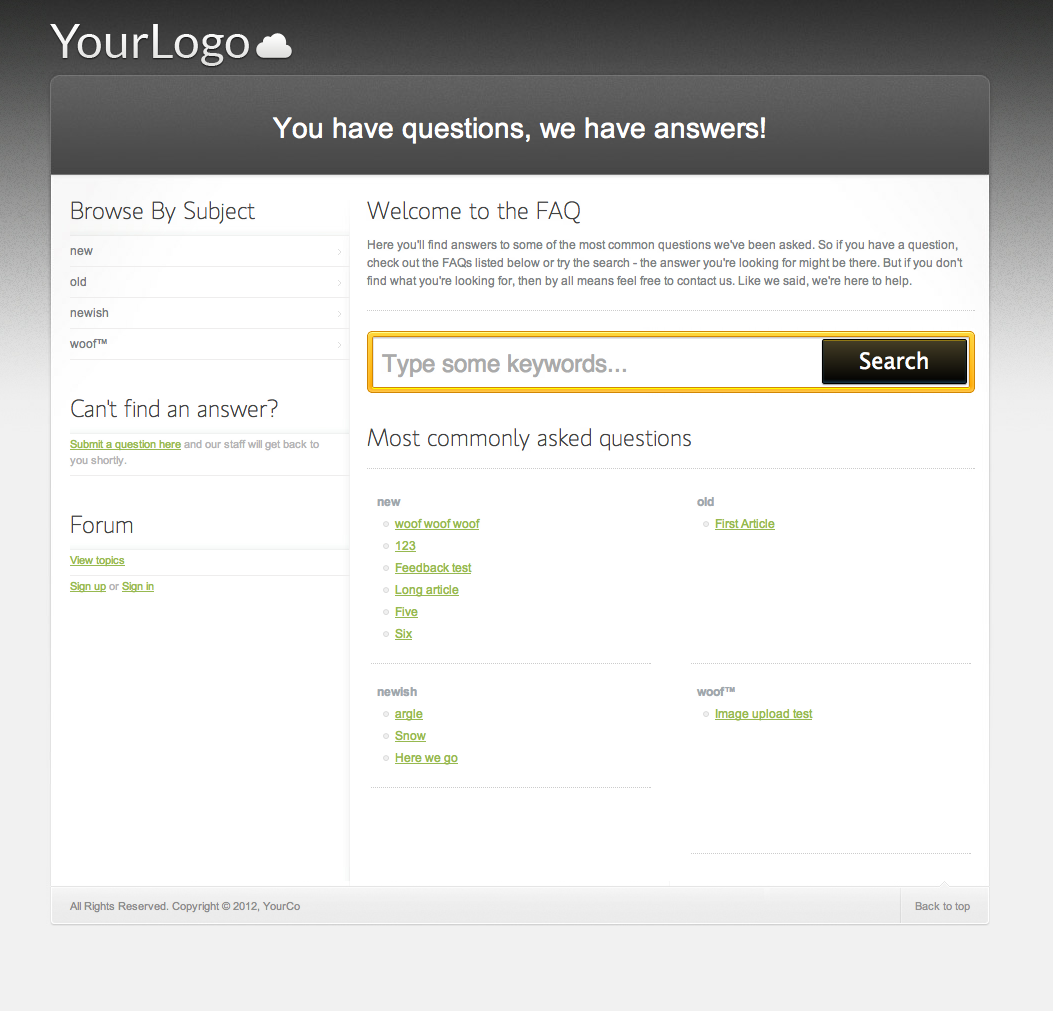 YourLogo
You have questions, we have answers!
Browse By Subject
new
old
newish
woof™
Can't find an answer?
Submit a question here and our staff will get back to
you shortly.
Forum
View topics
Sign up or Sign in
Welcome to the FAQ
Here you'll find answers to some of the most common questions we've been asked. So if you have a question,
check out the FAQs listed below or try the search - the answer you're looking for might be there. But if you don't
find what you're looking for, then by all means feel free to contact us. Like we said, we're here to help.
Type some keywords...
Search
Most commonly asked questions
new
woof woof woof
123
Feedback test
Long article
Five
Six
old
First Article
newish
argle
Snow
Here we go
woof™
Image upload test
All Rights Reserved. Copyright © 2012, YourCo
Back to top